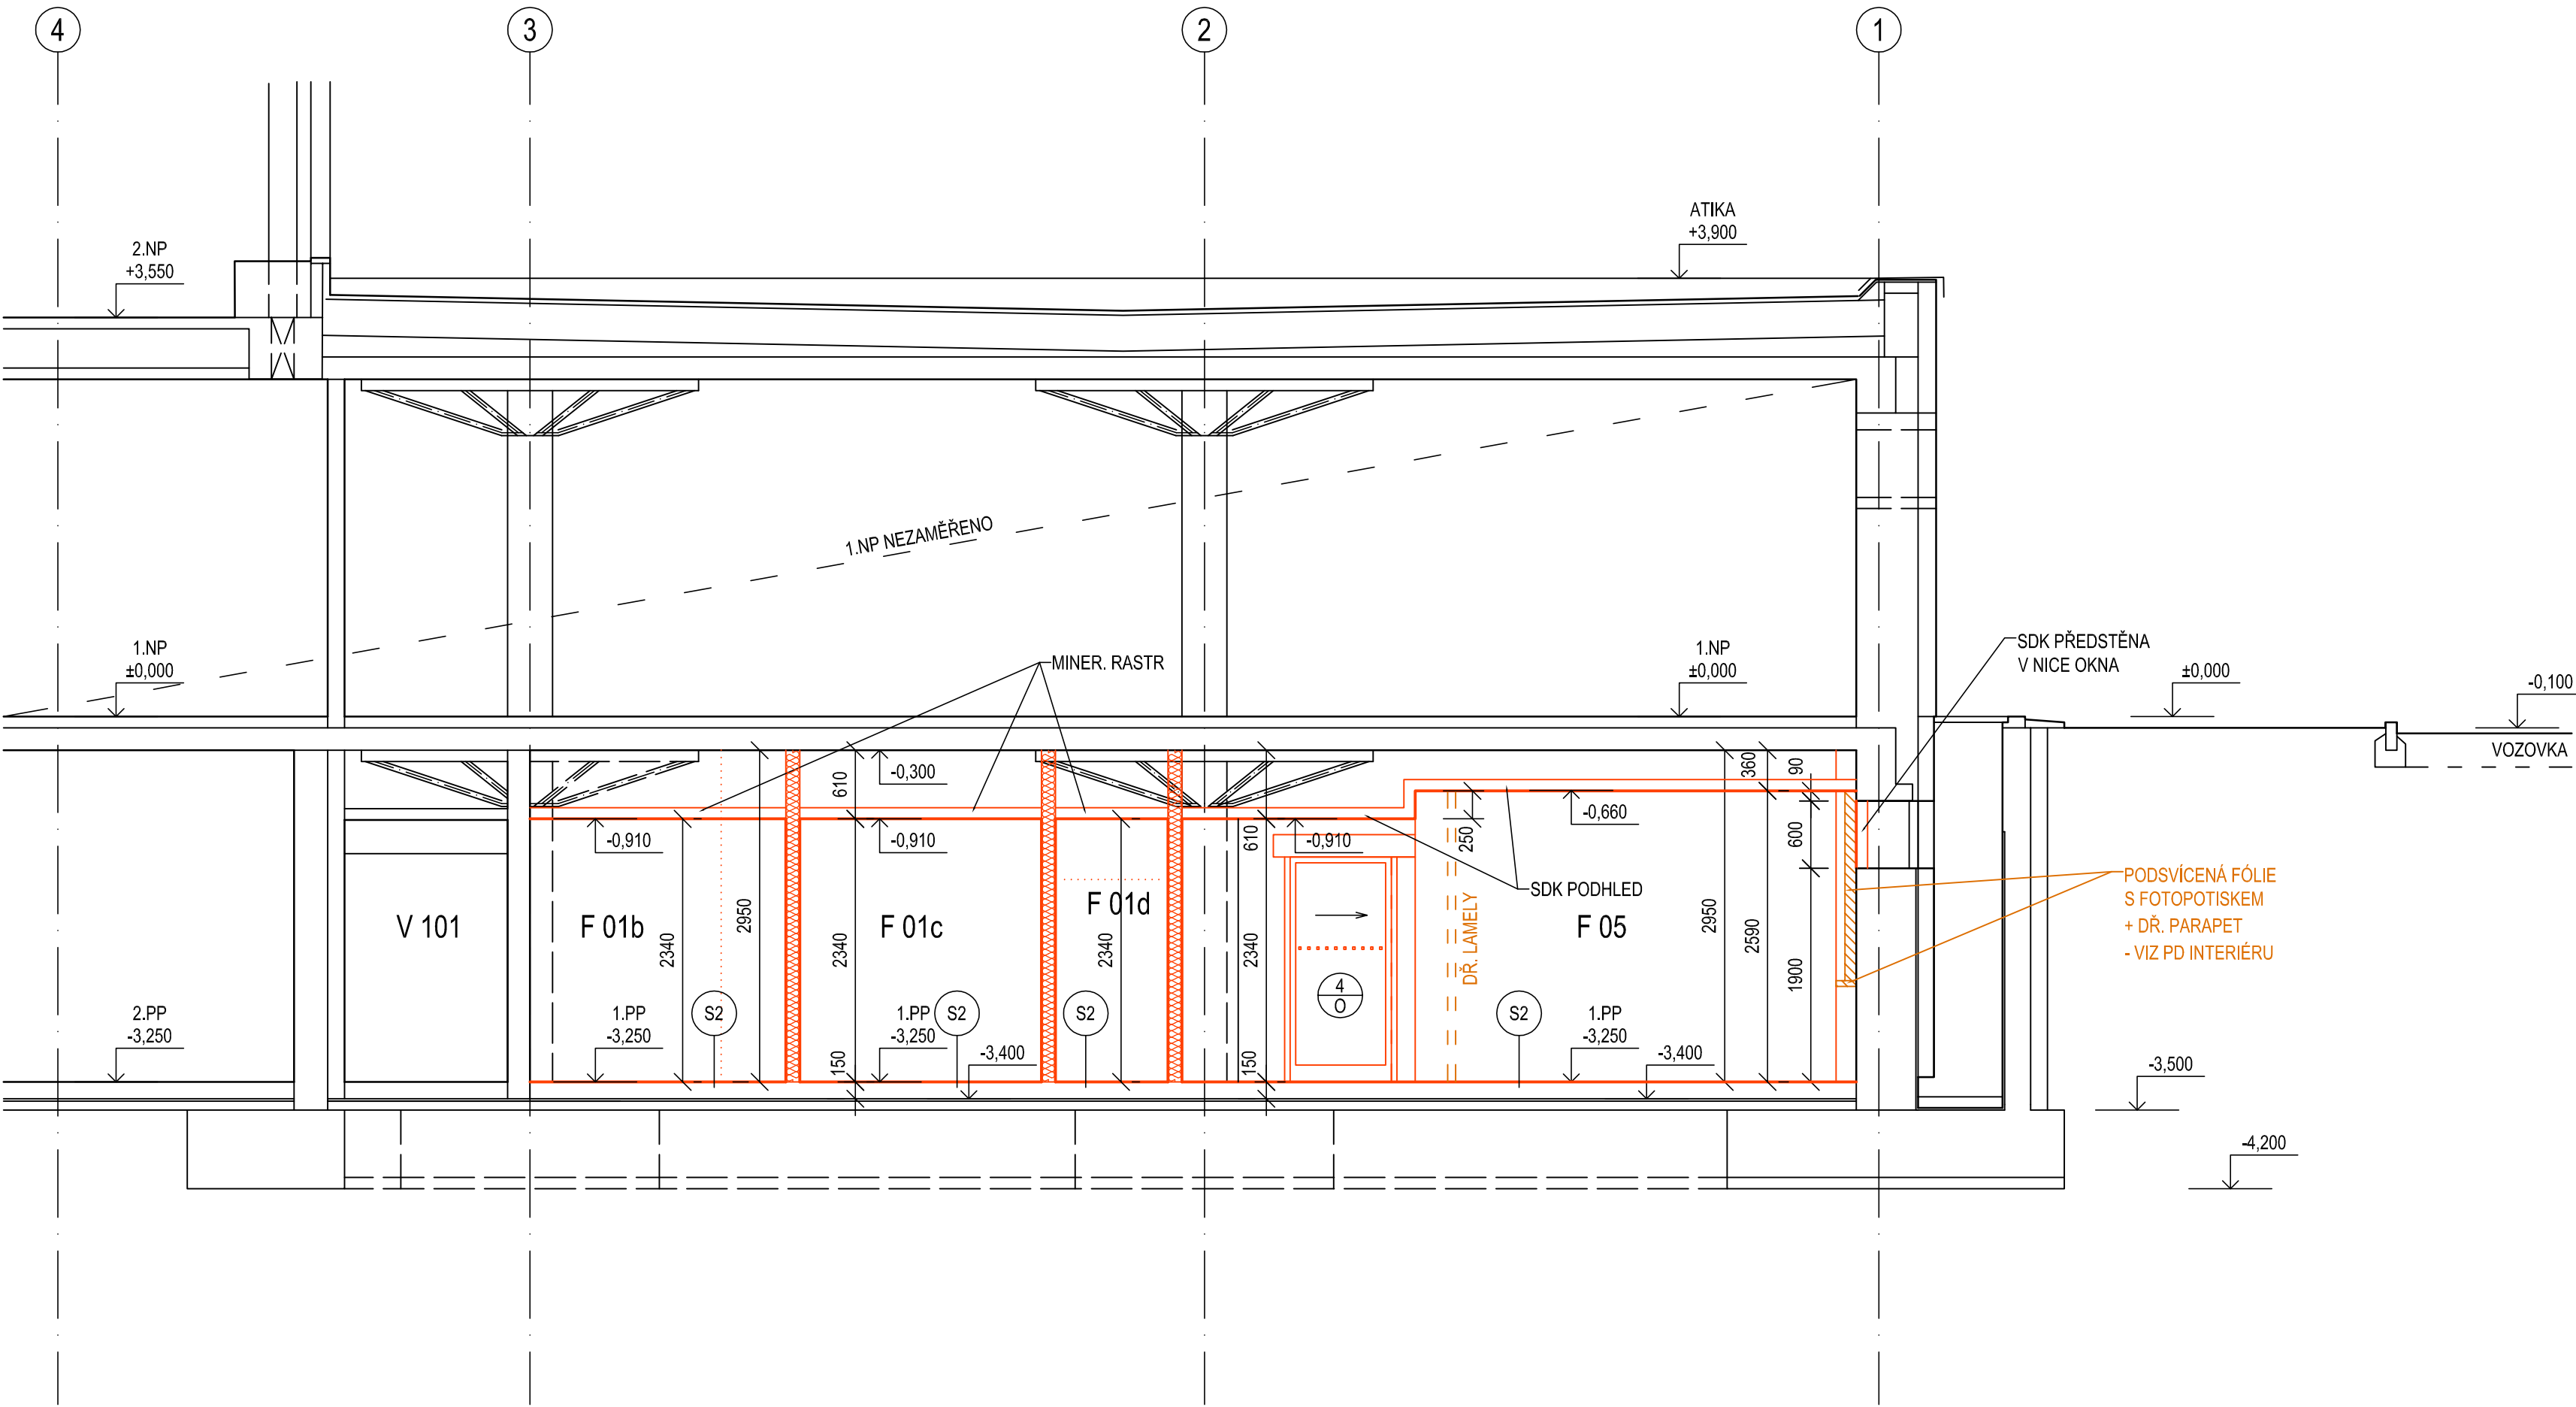 4
3
2
1
ATIKA
+3,900
2.NP
+3,550
1.NP NEZAMĚŘENO
1.NP
±0,000
MINER. RASTR
1.NP
±0,000
SDK PŘEDSTĚNA
V NICE OKNA
±0,000
-0,100
VOZOVKA
610
-0,300
360
90
-0,910
-0,910
610
-0,910
250
-0,660
600
SDK PODHLED
DŘ. LAMELY
PODSVÍCENÁ FÓLIE
S FOTOPOTISKEM
+ DŘ. PARAPET
- VIZ PD INTERIÉRU
V 101
F 01b
2340
2950
2340
F 01c
F 01d
2340
2340
F 05
2950
2590
1900
4
O
2.PP
-3,250
1.PP
-3,250
S2
1.PP
-3,250
S2
S2
S2
1.PP
-3,250
150
-3,400
150
-3,400
-3,500
-4,200